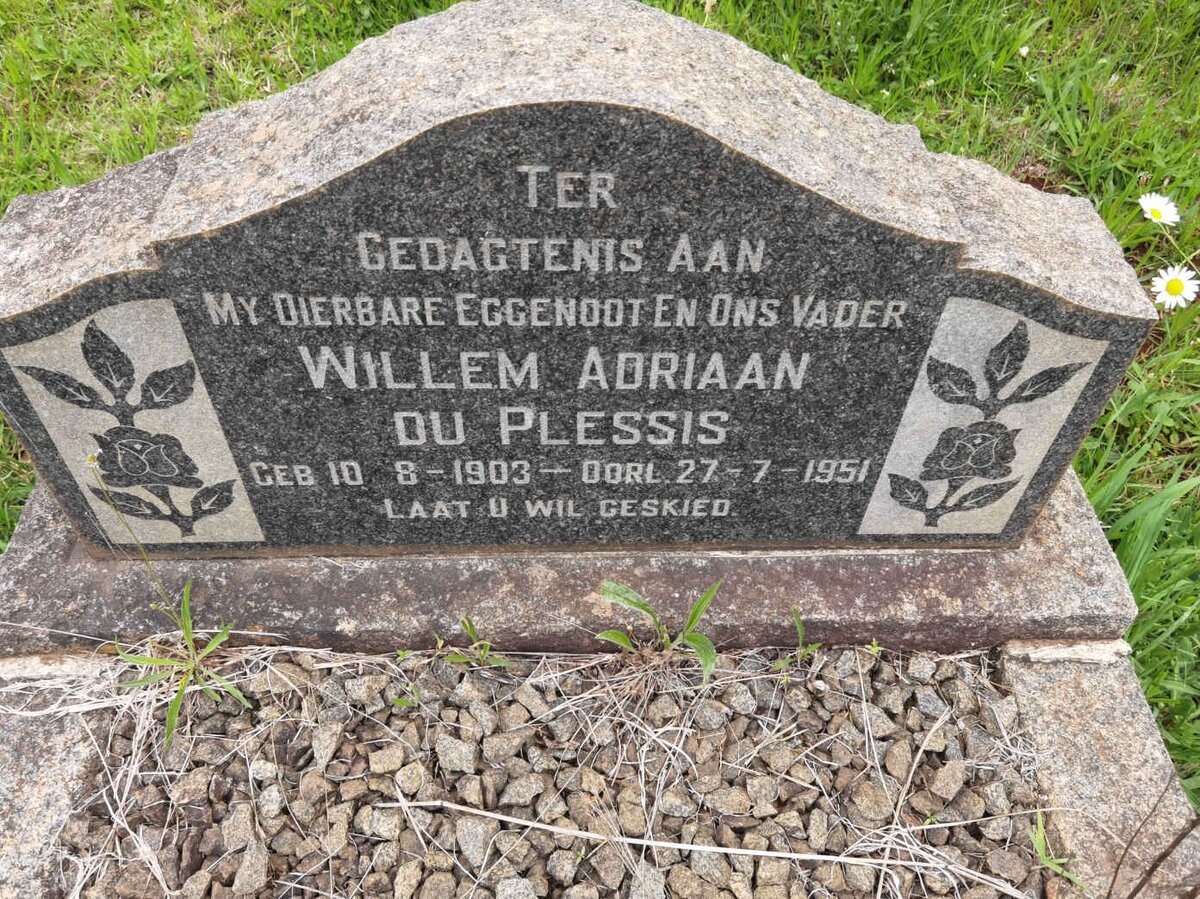 TER
GEDAGTENIS AAN
MY DIERBARE EGGENOOT EN ONS VADER
WILLEM ADRIAAN
DU PLESSIS
GEB 10 8 - 1903 - OORL. 27 - 7 - 1951
LAAT U WIL GESKIED